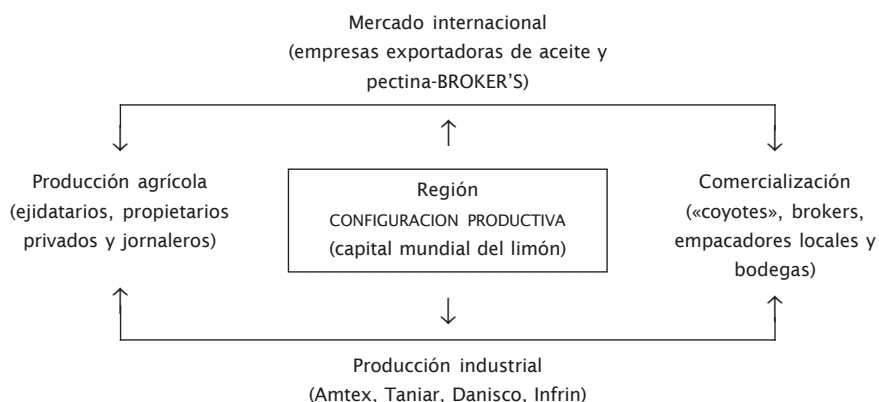 Mercado internacional
(empresas exportadoras de aceite y
pectina-BROKER'S)
Producción agrícola
(ejidatarios, propietarios
privados y jornaleros)
Región
CONFIGURACION PRODUCTIVA
(capital mundial del limón)
Comercialización
(«coyotes», brokers,
empacadores locales y
bodegas)
Producción industrial
(Amtex, Taniar, Danisco, Infrin)